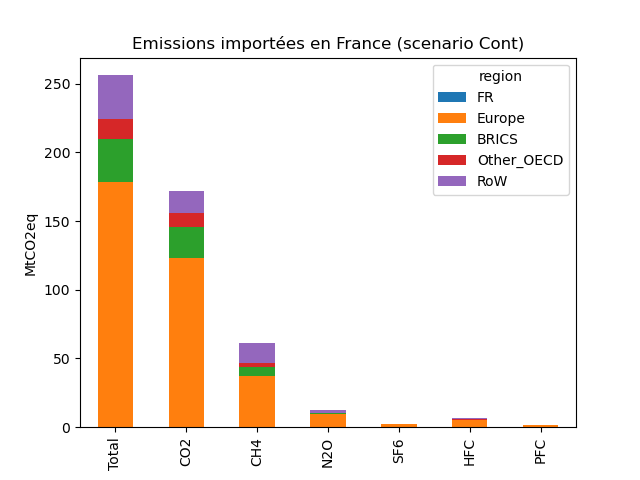 Emissions importées en France (scenario Cont)
region
FR
Europe
BRICS
Other_OECD
RoW
MtCO2eq
250
200
150
100
50
0
Total
CO2
CH4
N2O
SF6
HFC
PFC